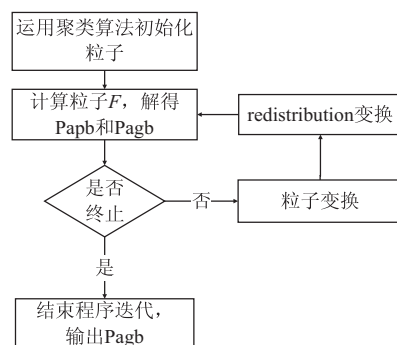 运用聚类算法初始化
粒子
计算粒子F，解得
Papb和Pagb
redistribution变换
是否
终止
否
粒子变换
是
结束程序迭代，
输出Pagb